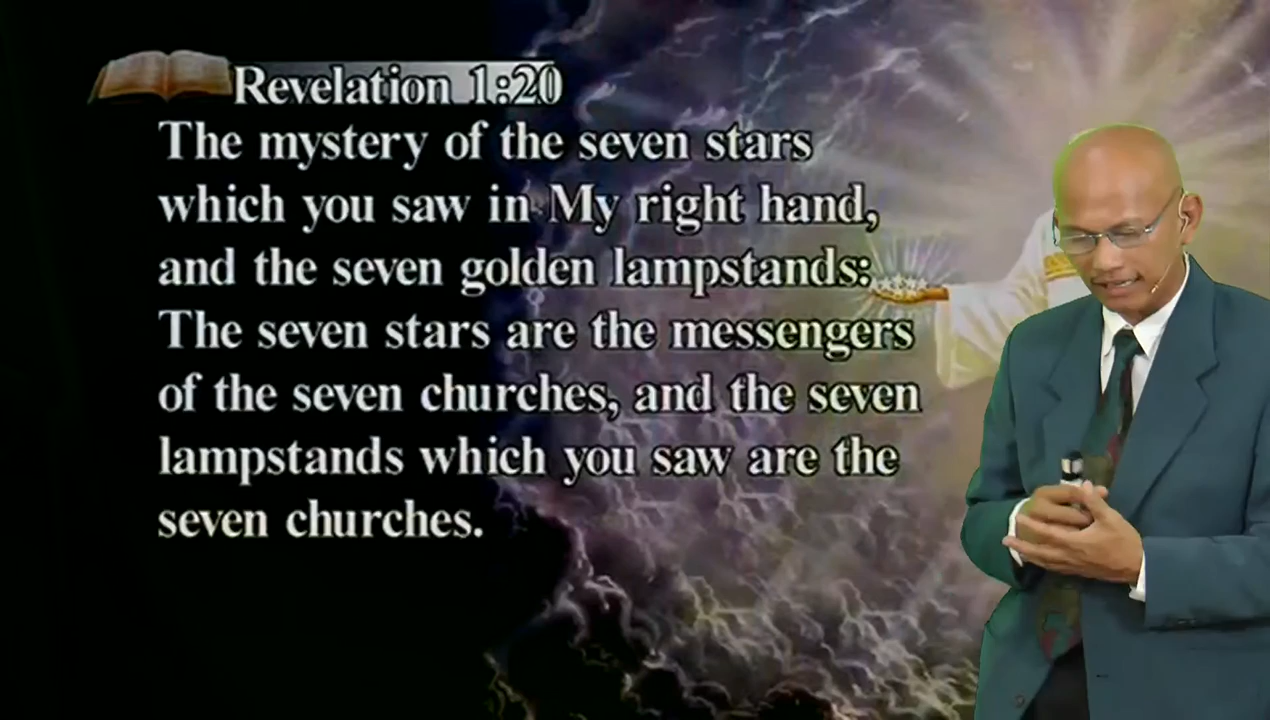 Revelation 1:20
The mystery of the seven stars
which you saw in My right hand,
and the seven golden lampstands:
The seven stars are the messengers
of the seven churches, and the seven
lampstands which you saw are the
seven churches.